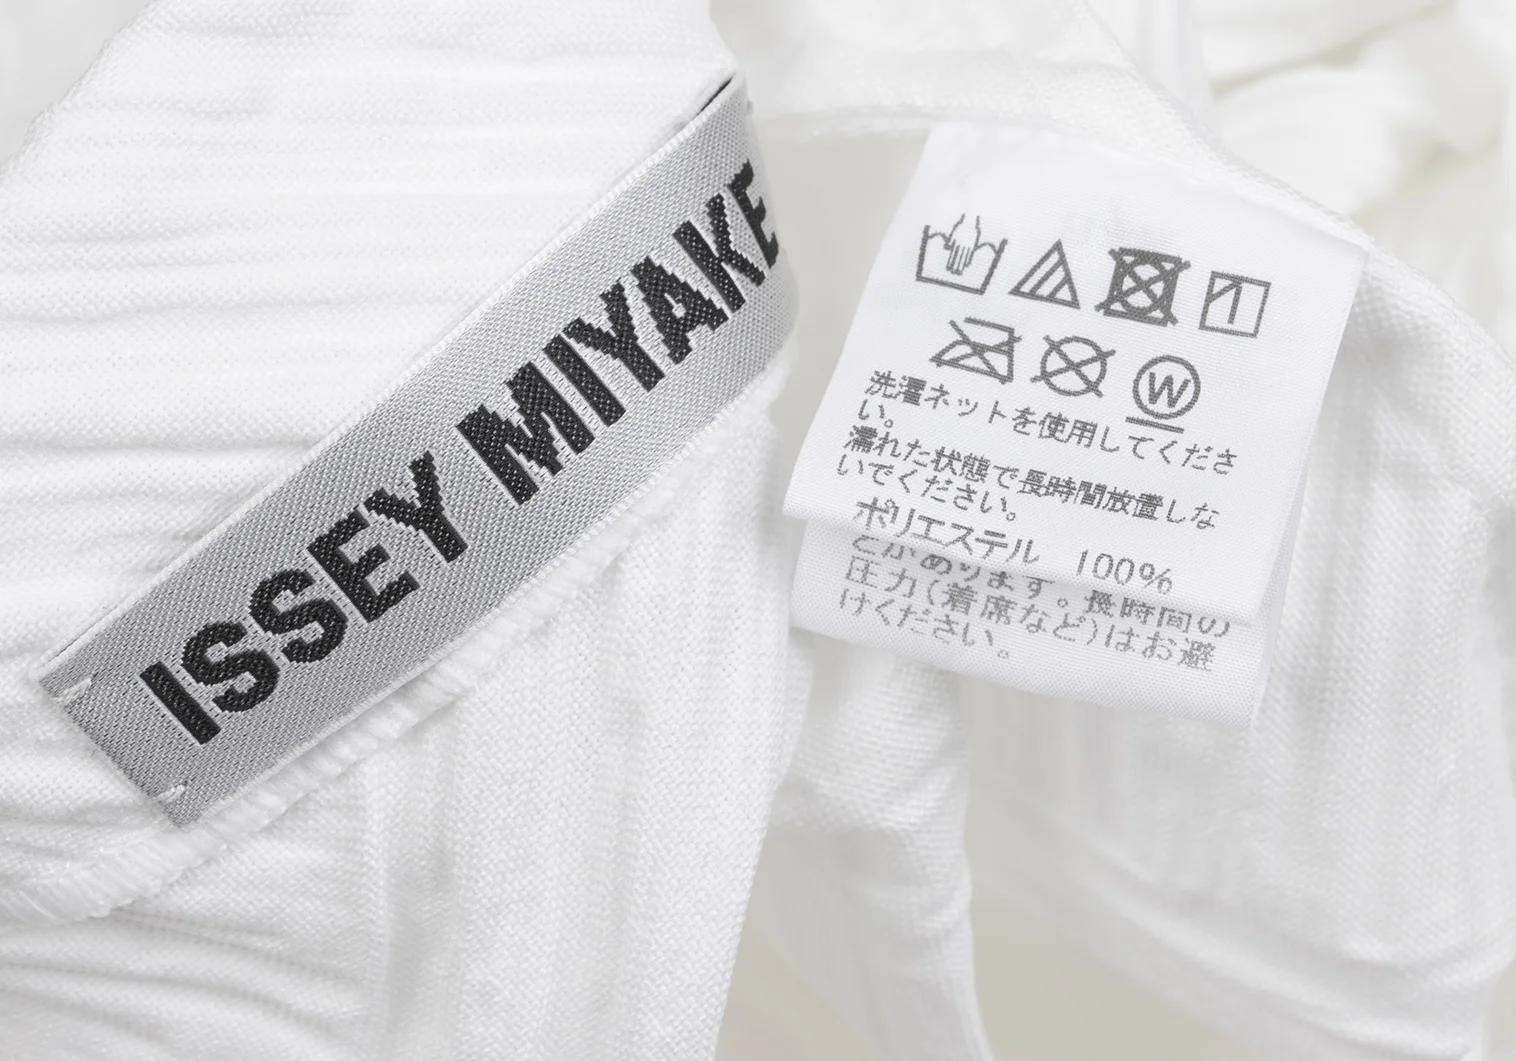 ISSEY MIYAKE
W
洗濯ネットを使用してくださ
い。
濡れた状態で長時間放置しな
いでください。
ポリエステル 100%
とがあります。長時間の
圧力(着席など)はお避
けください。